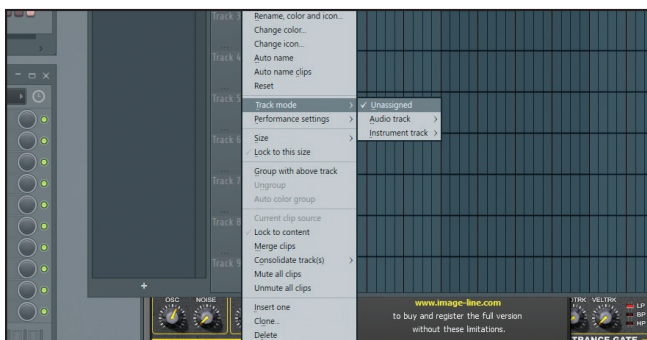 Track 3
Track 4
Track 5
Track 6
Track 7
Track 8
Track 9
Rename, color and icon...
Change color...
Change icon...
Auto name
Auto name clips
Reset
Track mode
Performance settings
Size
Lock to this size
Group with above track
Ungroup
Auto color group
Current clip source
Lock to content
Merge clips
Consolidate track(s)
Mute all clips
Unmute all clips
Insert one
Clone...
Delete
Unassigned
Audio track
Instrument track
OSC NOISE
www.image-line.com
to buy and register the full version
without these limitations.
VELTRK
LP
BP
HP
TRANCE GATE